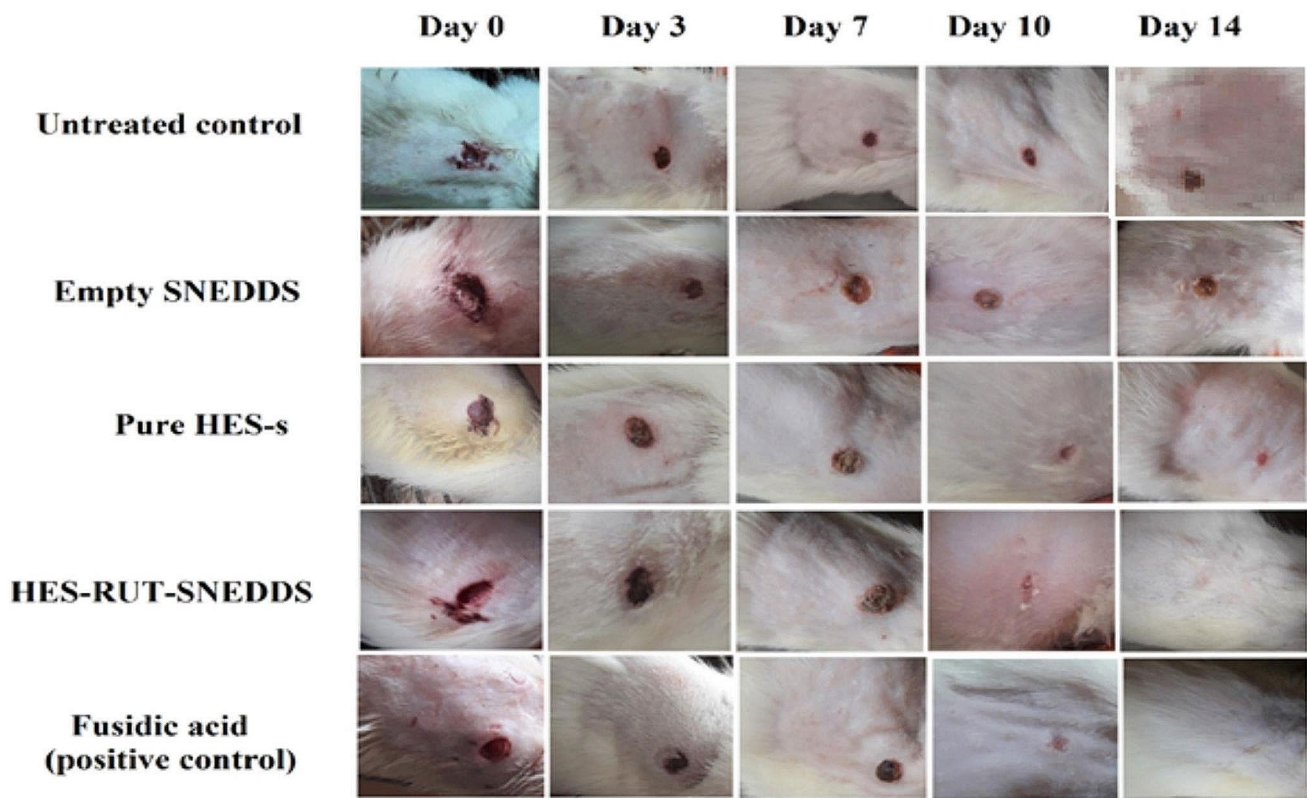 Day 0 Day 3 Day 7 Day 10 Day 14
Untreated control
Empty SNEDDS
Pure HES-s
HES-RUT-SNEDDS
Fusidic acid
(positive control)